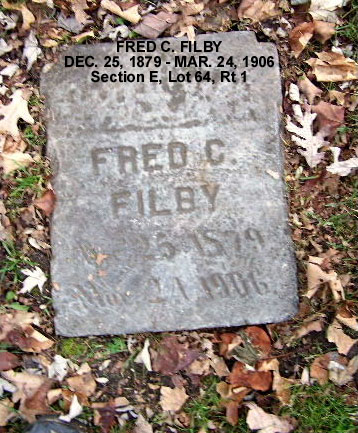 FRED C. FILBY
DEC. 25, 1879 - MAR. 24, 1906
Section E, Lot 64, Rt 1
FRED C.
FILBY
25 1879
Mar. 24 1906